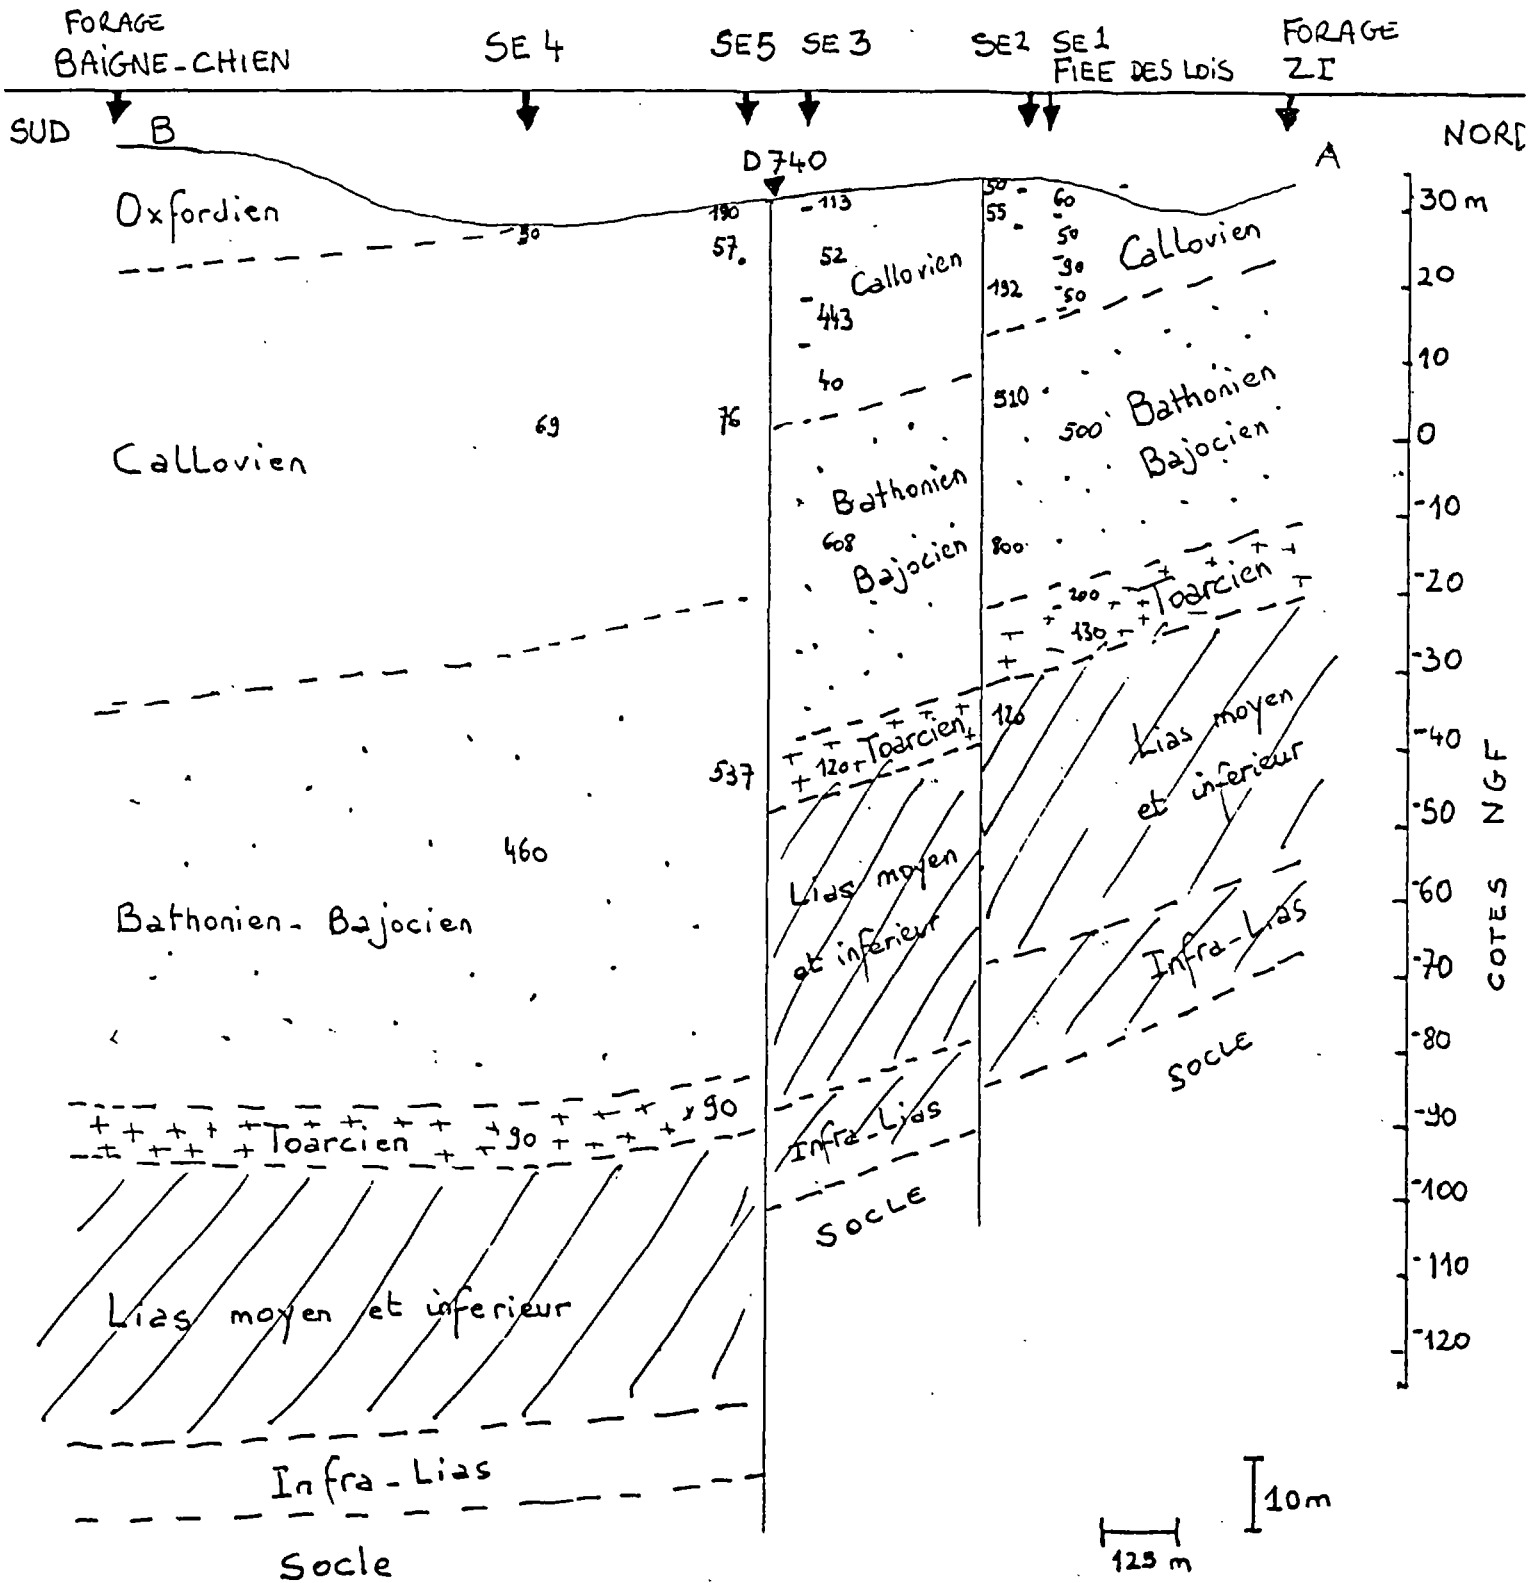 FORAGE
BAIGNE-CHIEN
SE 4
SE5
SE 3
SE2
SE1
FIEE DES LOIS
FORAGE
ZI
SUD
B
D740
A
NORD
Oxfordien
50
190
57
76
69
Callovien
113
52
Callovien
443
40
50
55
192
60
50
90
50
Callovien
510
500
Bathonien
Bajocien
Bathonien
608
Bajocien
800
200
Toarcien
130
120
Toarcien
120
537
460
Bathonien - Bajocien
Lias moyen
et inferieur
Lias moyen
et inferieur
Infra-Lias
SOCLE
Infra-Lias
SOCLE
Toarcien
90
90
Lias moyen et inferieur
Infra-Lias
Socle
30 m
20
10
0
-10
-20
-30
-40
-50
-60
-70
-80
-90
-100
-110
-120
COTES NGF
10m
125 m